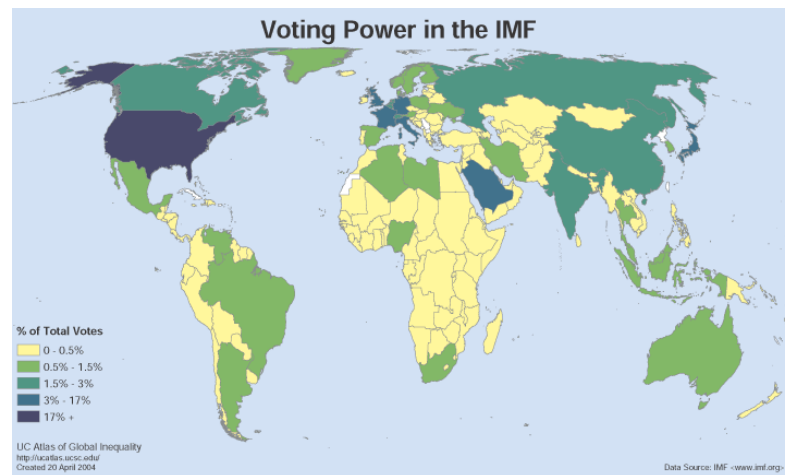 Voting Power in the IMF
% of Total Votes
0 - 0.5%
0.5% - 1.5%
1.5% - 3%
3% - 17%
17% +
UC Atlas of Global Inequality
http://ucatlas.ucsc.edu/
Created 20 April 2004
Data Source: IMF <www.imf.org>